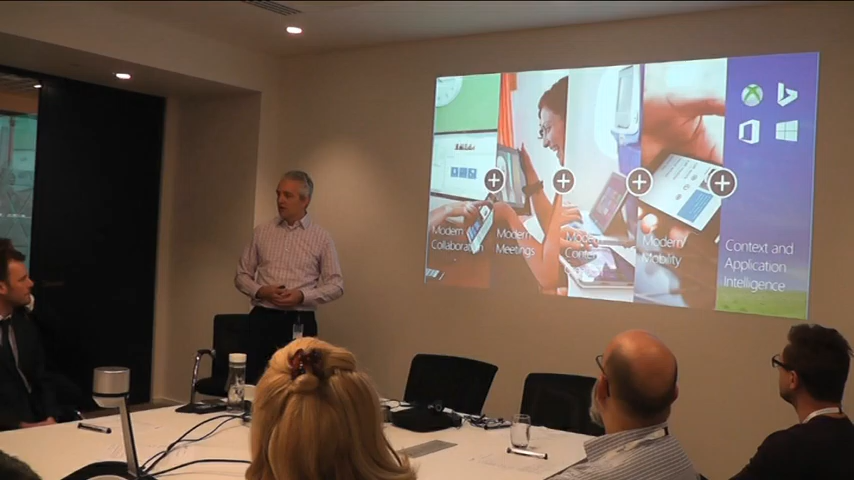 Modern
Collaboration
Modern
Meetings
Modern
Modern
Mobility
Context and
Application
Intelligence